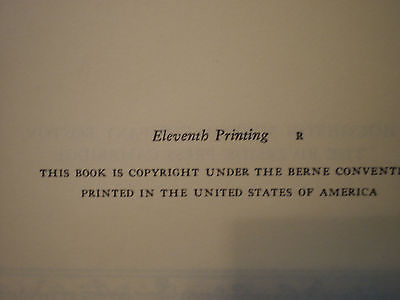 Eleventh Printing R
THIS BOOK IS COPYRIGHT UNDER THE BERNE CONVENTI
PRINTED IN THE UNITED STATES OF AMERICA